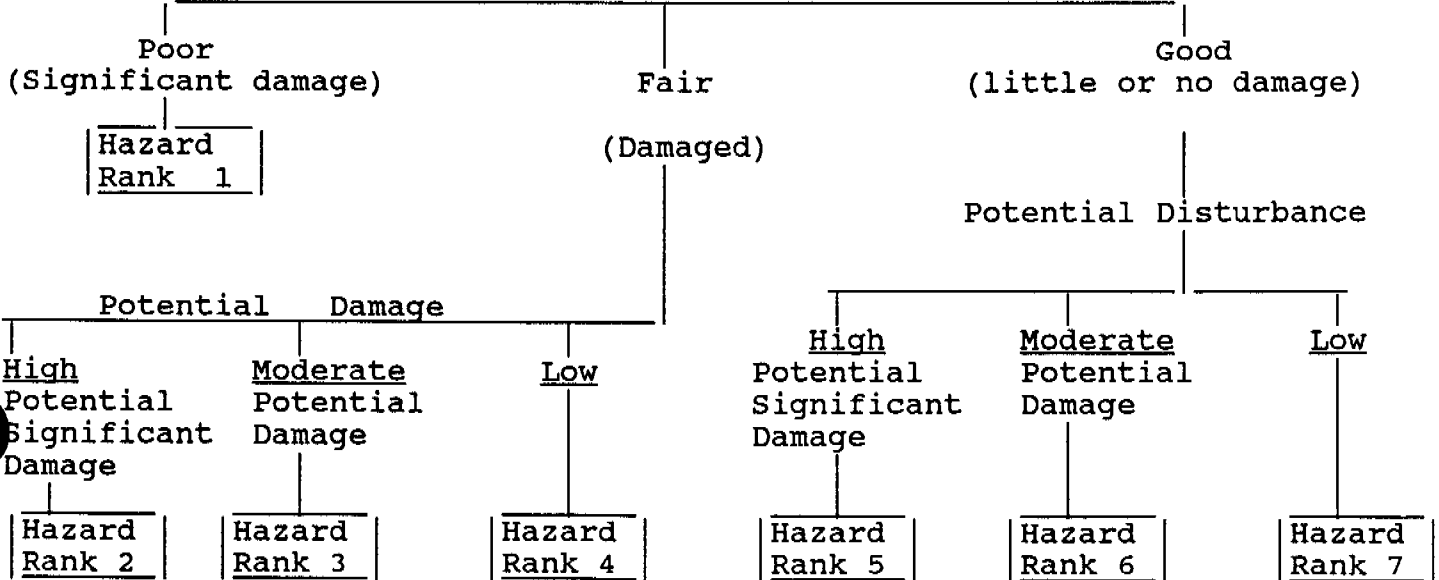 Poor
(Significant damage)
Hazard
Rank 1
Fair
(Damaged)
Good
(little or no damage)
Potential Disturbance
Potential Damage
High
Potential
Significant
Damage
Moderate
Potential
Damage
Low
High
Potential
Significant
Damage
Moderate
Potential
Damage
Low
Hazard
Rank 2
Hazard
Rank 3
Hazard
Rank 4
Hazard
Rank 5
Hazard
Rank 6
Hazard
Rank 7